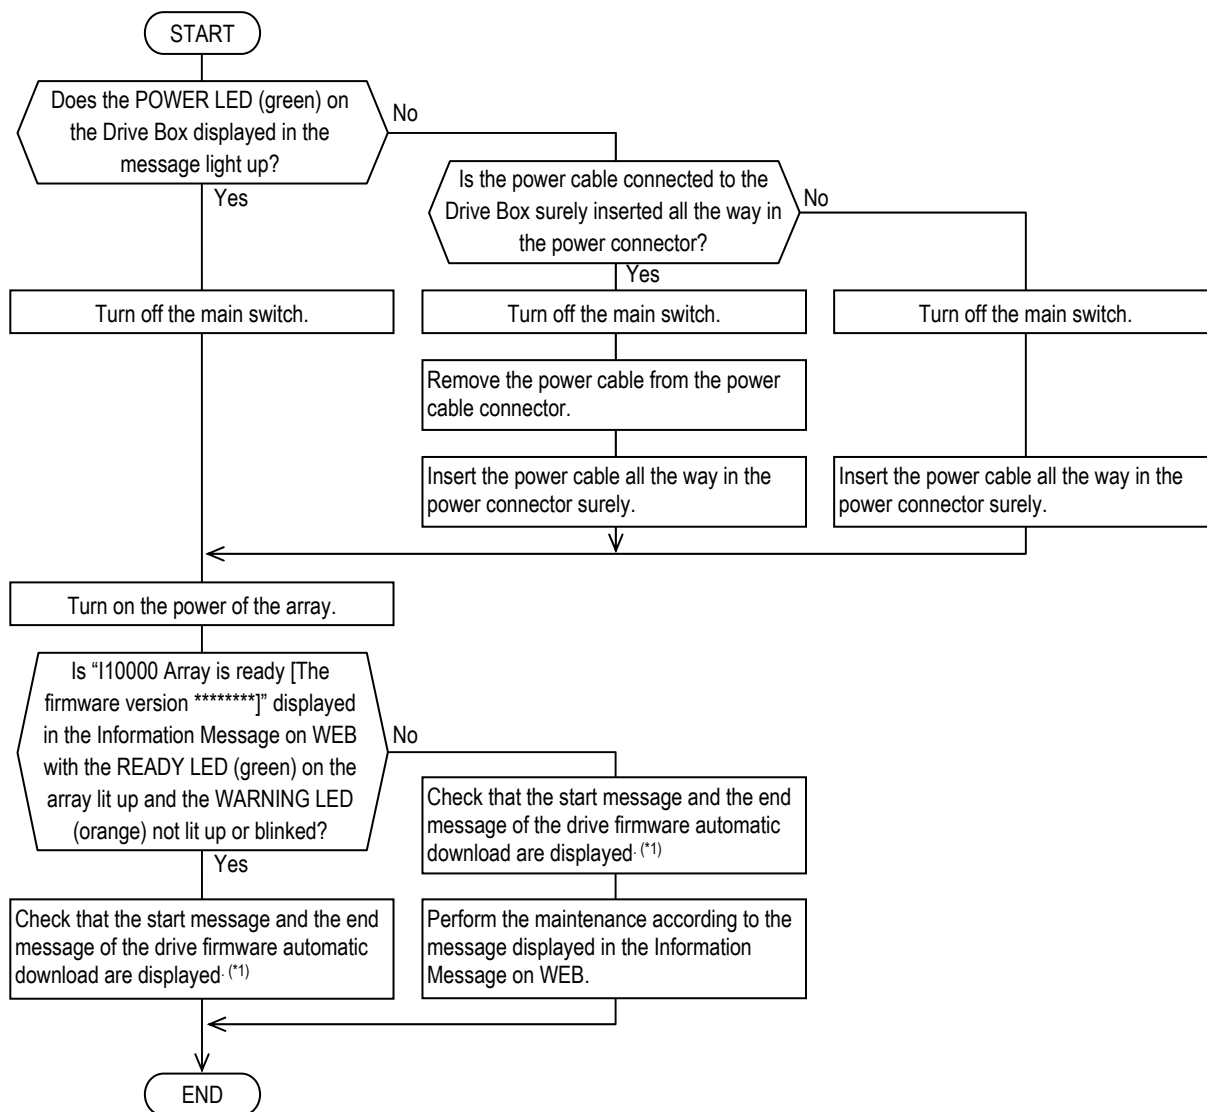 START
Does the POWER LED (green) on
the Drive Box displayed in the
message light up?
No
Yes
Is the power cable connected to the
Drive Box surely inserted all the way in
the power connector?
No
Yes
Turn off the main switch.
Turn off the main switch.
Turn off the main switch.
Remove the power cable from the power
cable connector.
Insert the power cable all the way in the
power connector surely.
Insert the power cable all the way in the
power connector surely.
Turn on the power of the array.
Is “I10000 Array is ready [The
firmware version ********]” displayed
in the Information Message on WEB
with the READY LED (green) on the
array lit up and the WARNING LED
(orange) not lit up or blinked?
No
Yes
Check that the start message and the end
message of the drive firmware automatic
download are displayed. (*1)
Perform the maintenance according to the
message displayed in the Information
Message on WEB.
Check that the start message and the end
message of the drive firmware automatic
download are displayed. (*1)
END